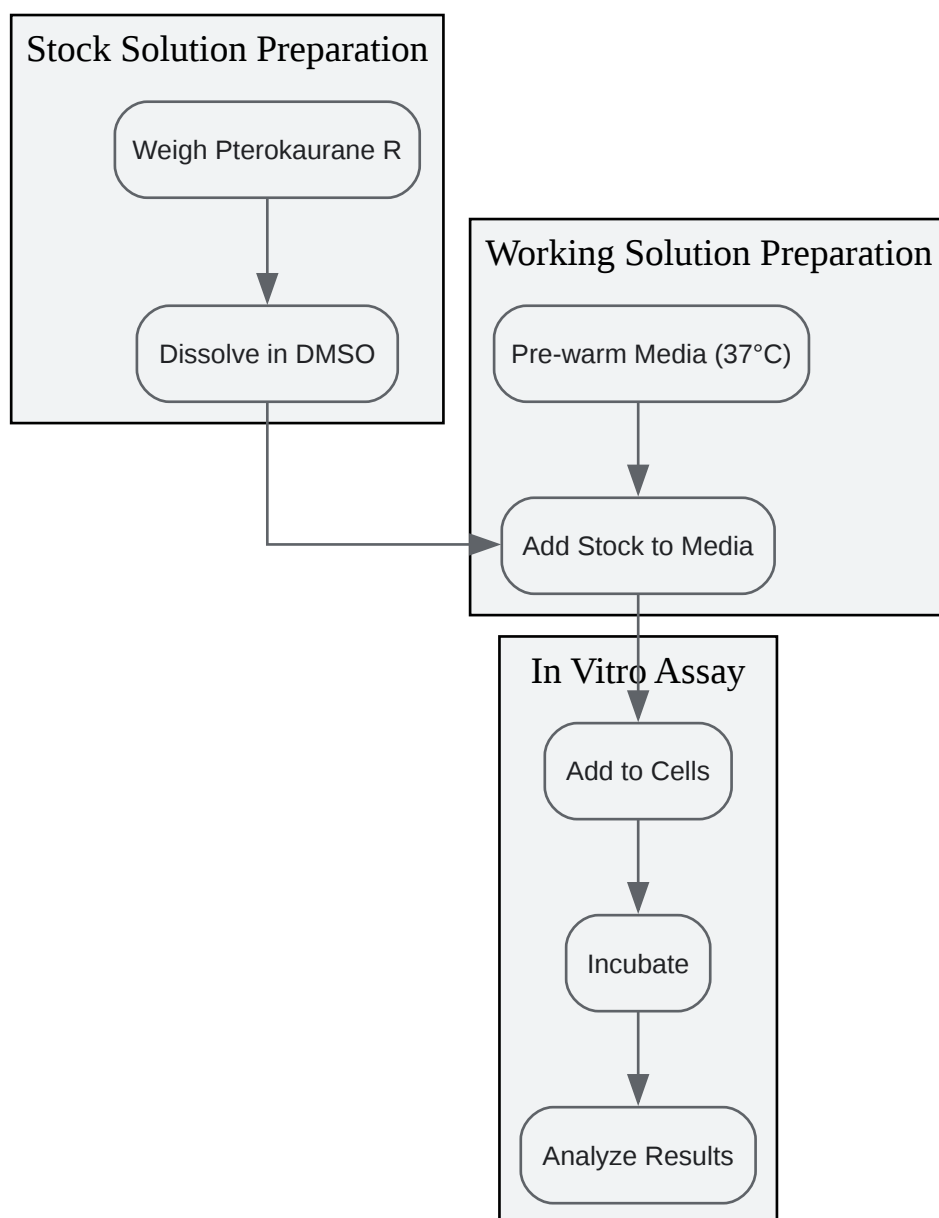 Stock Solution Preparation
Weigh Pterokaurane R
Dissolve in DMSO
Working Solution Preparation
Pre-warm Media (37°C)
Add Stock to Media
In Vitro Assay
Add to Cells
Incubate
Analyze Results